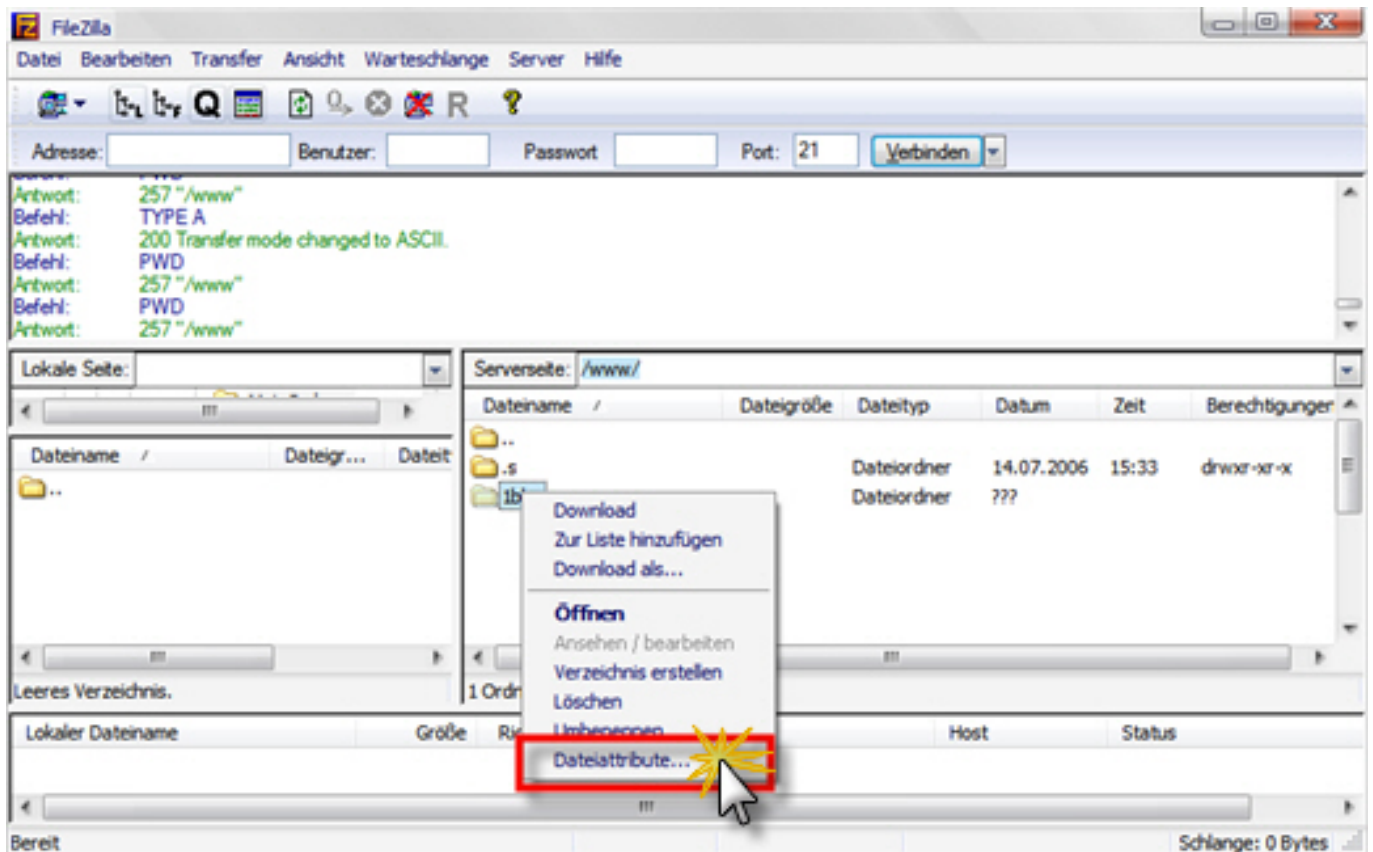 FileZilla
Datei Bearbeiten Transfer Ansicht Warteschlange Server Hilfe
Adresse: Benutzer: Passwort Port: 21 Verbinden
Antwort: 257 "/www"
Befehl: TYPE A
Antwort: 200 Transfer mode changed to ASCII.
Befehl: PWD
Antwort: 257 "/www"
Befehl: PWD
Antwort: 257 "/www"
Lokale Seite: Serverseite: /www/
Dateiname / Dateigröße Dateityp Datum Zeit Berechtigungen
Dateiname / Dateigr... Dateit
..
..
.s Dateiordner 14.07.2006 15:33 drwxr-xr-x
Dateiordner ???
Download
Zur Liste hinzufügen
Download als...
Öffnen
Ansehen / bearbeiten
Verzeichnis erstellen
Löschen
Umbenennen
Dateiattribute...
Leeres Verzeichnis. 1
Lokaler Dateiname Größe Host Status
Bereit Schlange: 0 Bytes